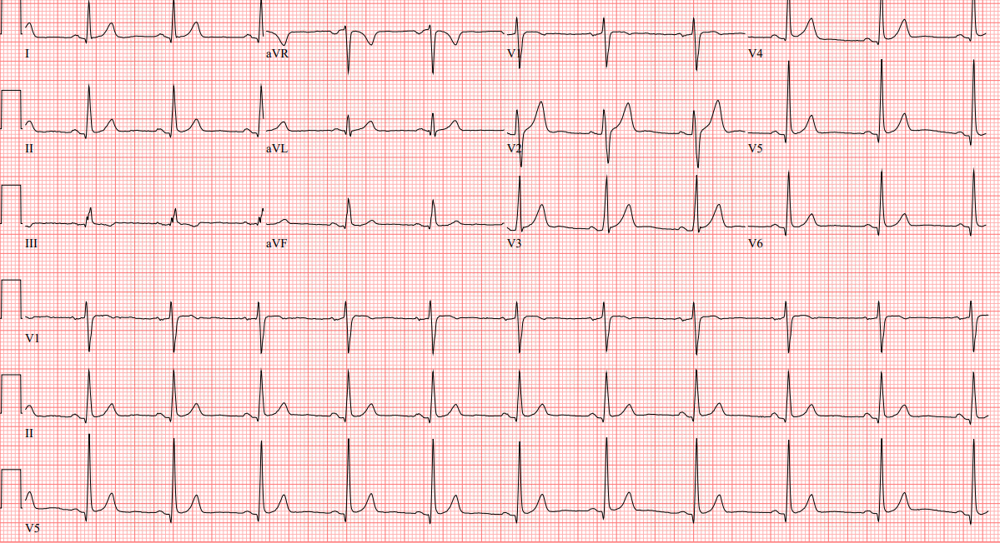 I aVR V1 V4
II aVL V2 V5
III aVF V3 V6
V1
II
V5